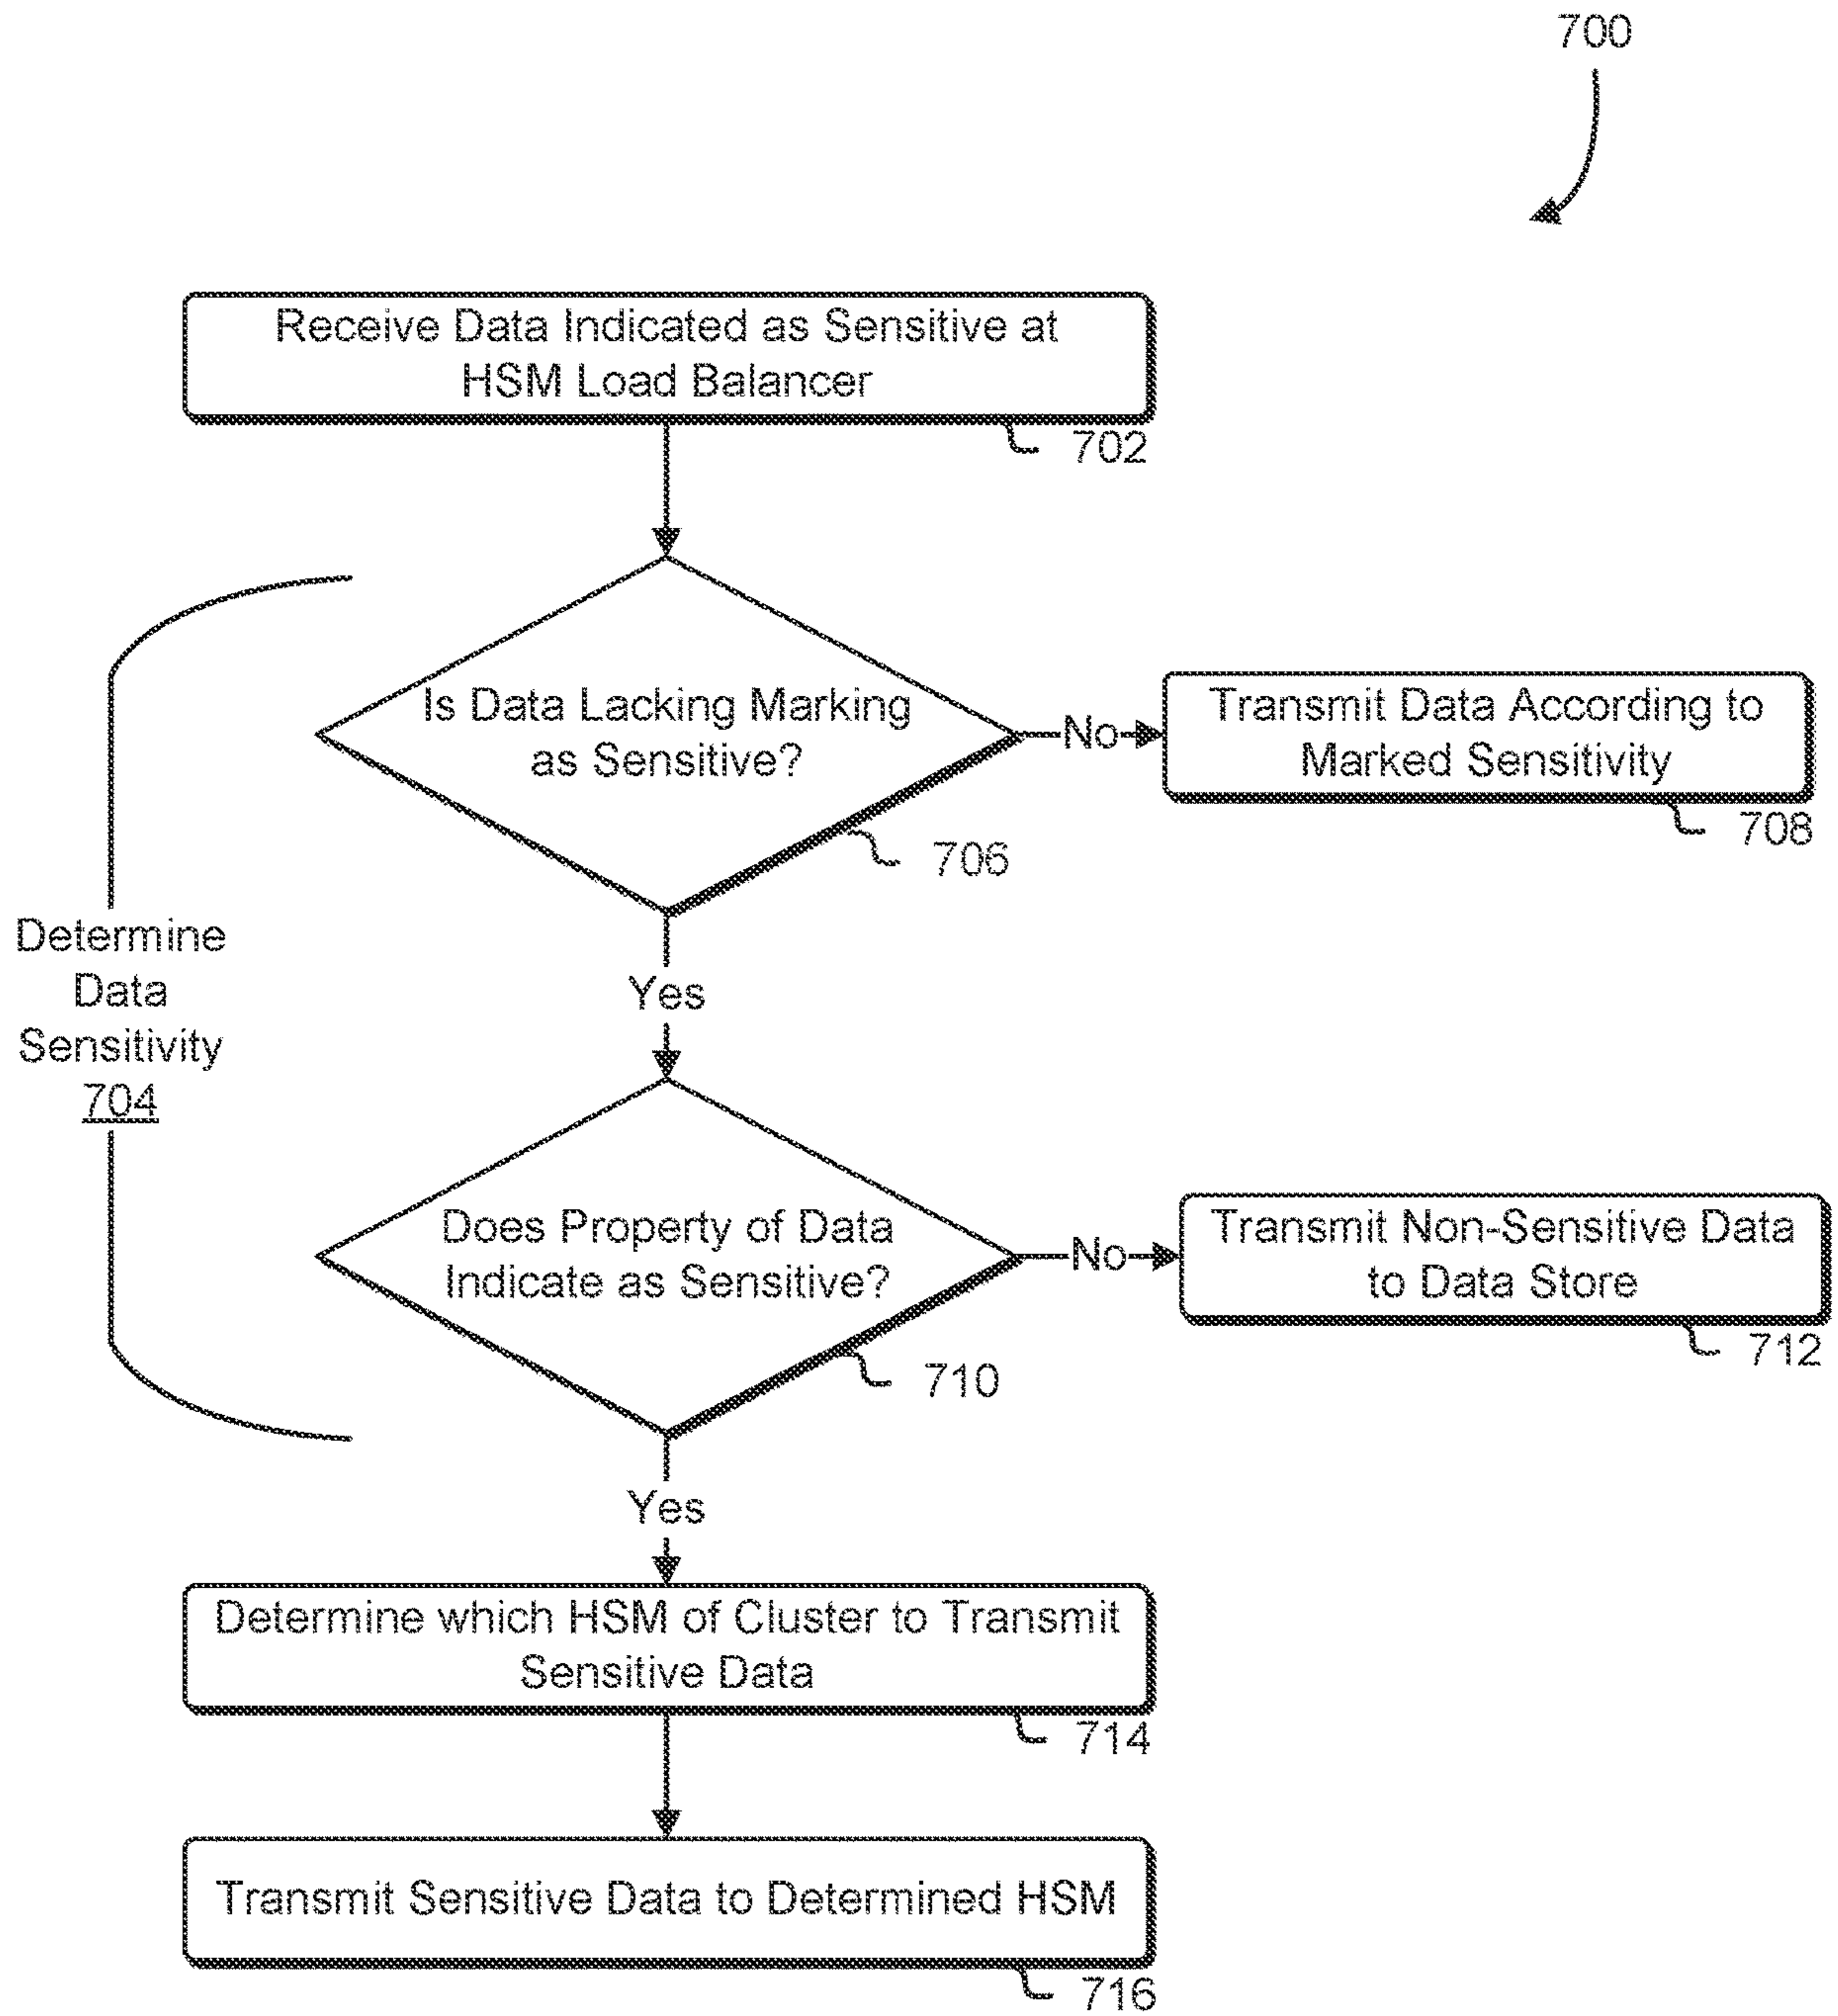 700
Receive Data Indicated as Sensitive at
HSM Load Balancer
702
Is Data Lacking Marking
as Sensitive?
706
No
Transmit Data According to
Marked Sensitivity
708
Determine
Data
Sensitivity
704
Yes
Does Property of Data
Indicate as Sensitive?
710
No
Transmit Non-Sensitive Data
to Data Store
712
Yes
Determine which HSM of Cluster to Transmit
Sensitive Data
714
Transmit Sensitive Data to Determined HSM
716